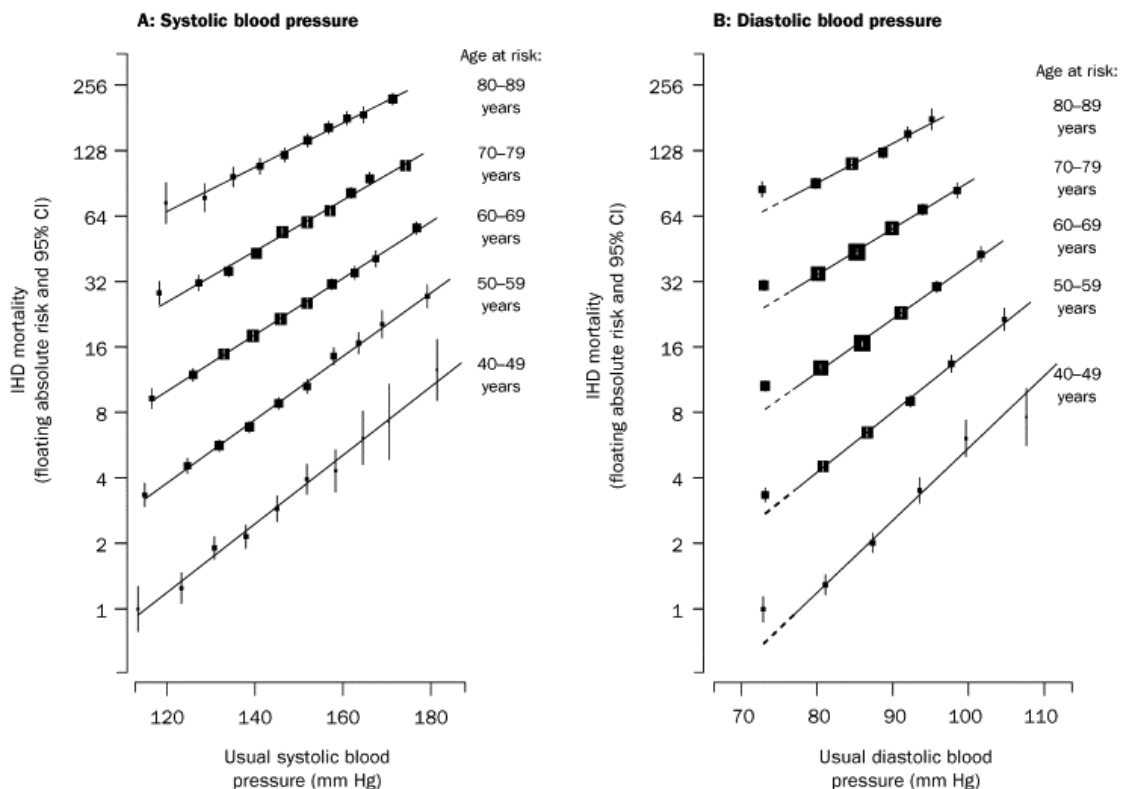 A: Systolic blood pressure
Age at risk:
256
128
64
32
16
8
4
2
1
IHD mortality
(floating absolute risk and 95% CI)
80–89
years
70–79
years
60–69
years
50–59
years
40–49
years
120 140 160 180
Usual systolic blood
pressure (mm Hg)
B: Diastolic blood pressure
Age at risk:
256
128
64
32
16
8
4
2
1
IHD mortality
(floating absolute risk and 95% CI)
80–89
years
70–79
years
60–69
years
50–59
years
40–49
years
70 80 90 100 110
Usual diastolic blood
pressure (mm Hg)